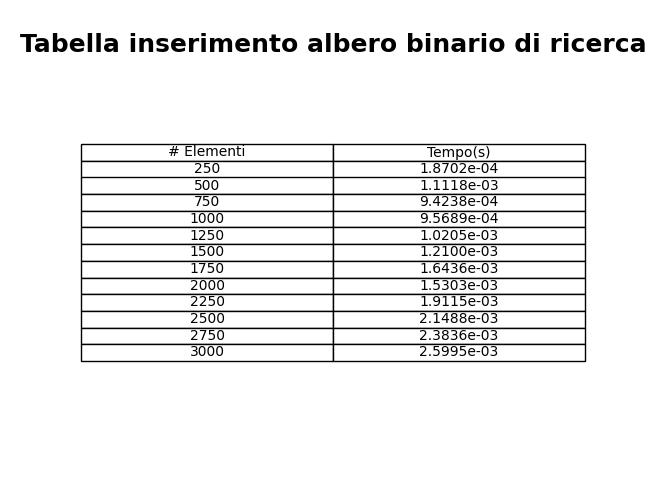 Tabella inserimento albero binario di ricerca
# Elementi Tempo(s)
250 1.8702e-04
500 1.1118e-03
750 9.4238e-04
1000 9.5689e-04
1250 1.0205e-03
1500 1.2100e-03
1750 1.6436e-03
2000 1.5303e-03
2250 1.9115e-03
2500 2.1488e-03
2750 2.3836e-03
3000 2.5995e-03